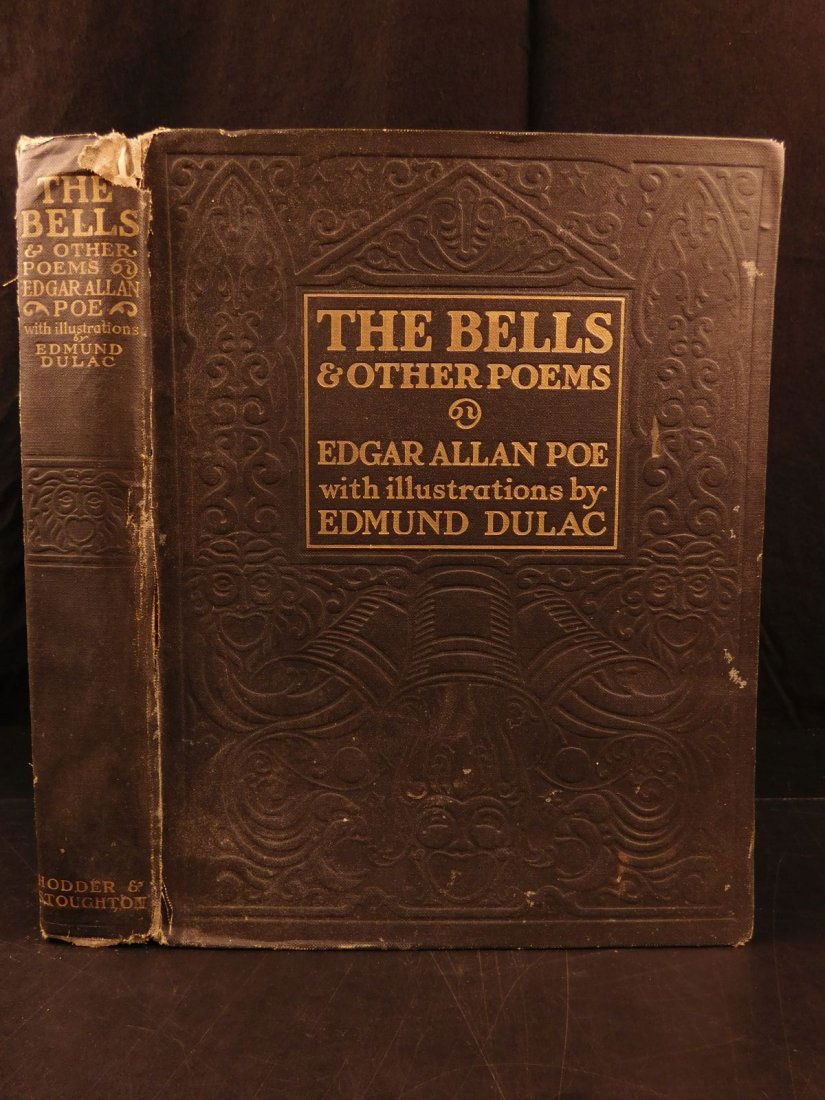 THE
BELLS
& OTHER
POEMS
EDGAR ALLAN
POE
with illustrations
by
EDMUND
DULAC
HODDER &
STOUGHTON
THE BELLS
& OTHER POEMS
EDGAR ALLAN POE
with illustrations by
EDMUND DULAC